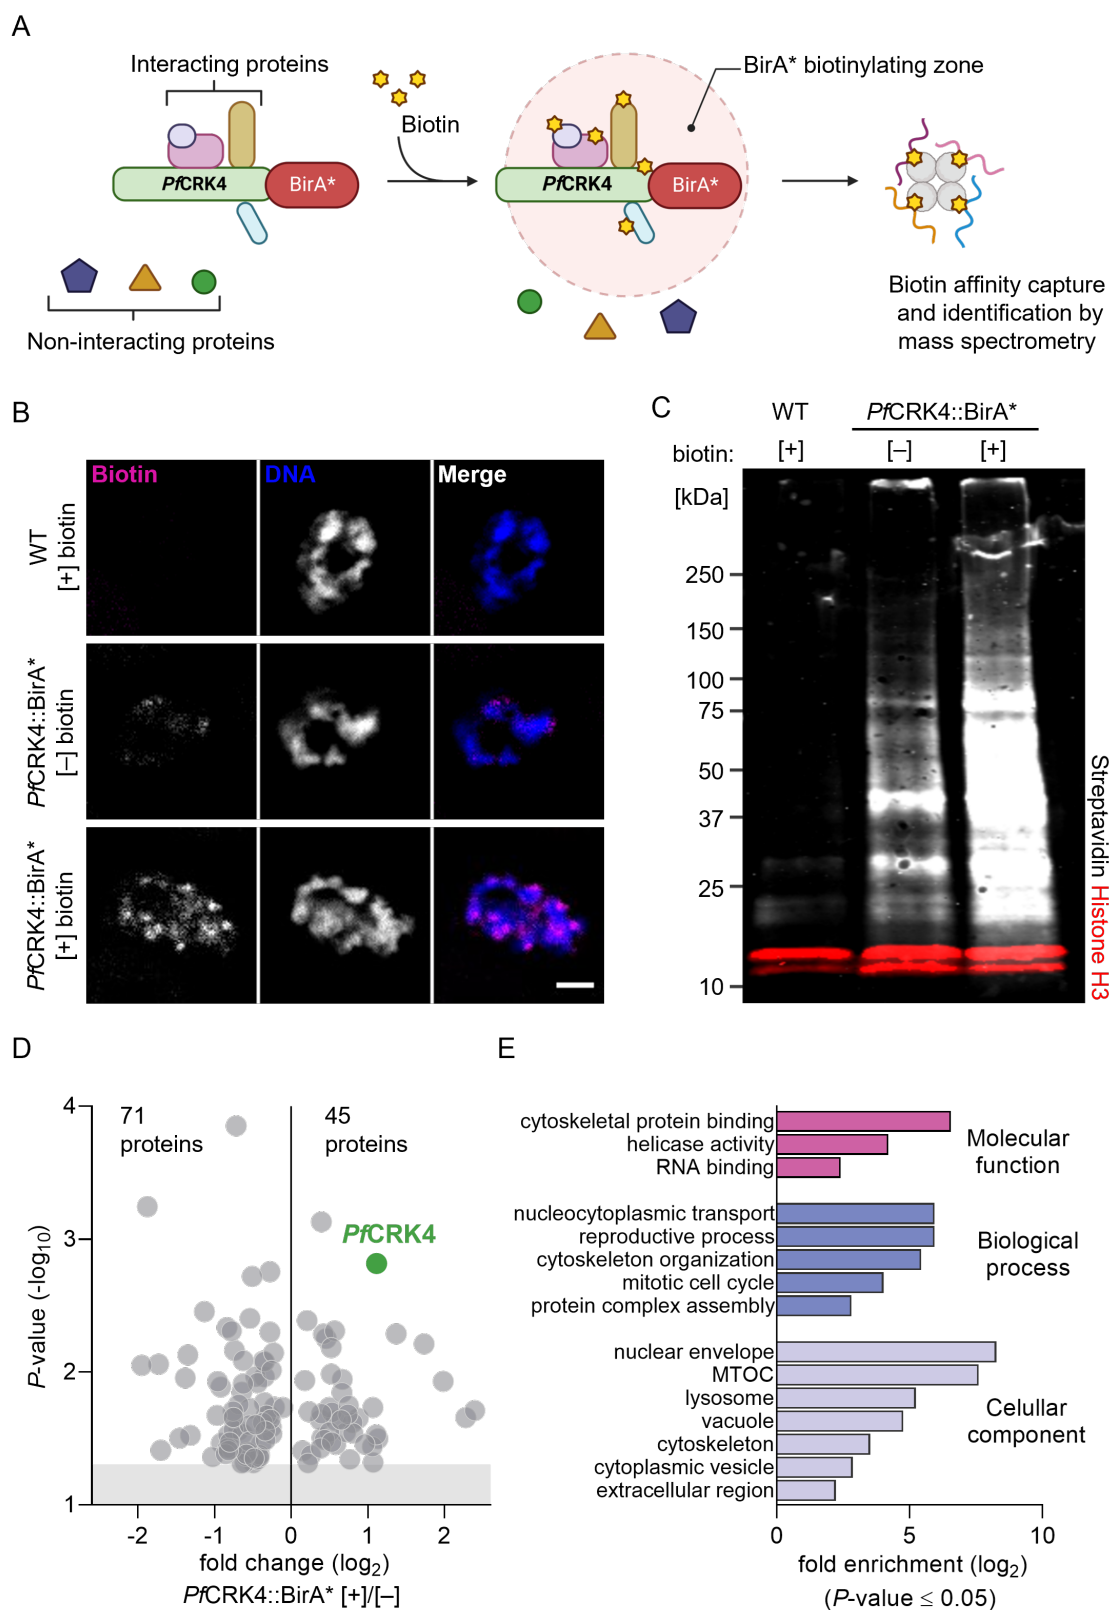 A
Interacting proteins
Biotin
BirA* biotinylating zone
PfCRK4
BirA*
PfCRK4
BirA*
Non-interacting proteins
Biotin affinity capture
and identification by
mass spectrometry
B
Biotin
DNA
Merge
WT
[+] biotin
PfCRK4::BirA*
[–] biotin
PfCRK4::BirA*
[+] biotin
C
WT
PfCRK4::BirA*
biotin:
[+]
[–]
[+]
[kDa]
250
150
100
75
50
37
25
10
Streptavidin Histone H3
D
71
proteins
45
proteins
PfCRK4
4
3
2
1
P-value (-log10)
-2
-1
0
1
2
fold change (log2)
PfCRK4::BirA* [+]/[–]
E
cytoskeletal protein binding
helicase activity
RNA binding
Molecular
function
nucleocytoplasmic transport
reproductive process
cytoskeleton organization
mitotic cell cycle
protein complex assembly
Biological
process
nuclear envelope
MTOC
lysosome
vacuole
cytoskeleton
cytoplasmic vesicle
extracellular region
Celullar
component
0
5
10
fold enrichment (log2)
(P-value ≤ 0.05)